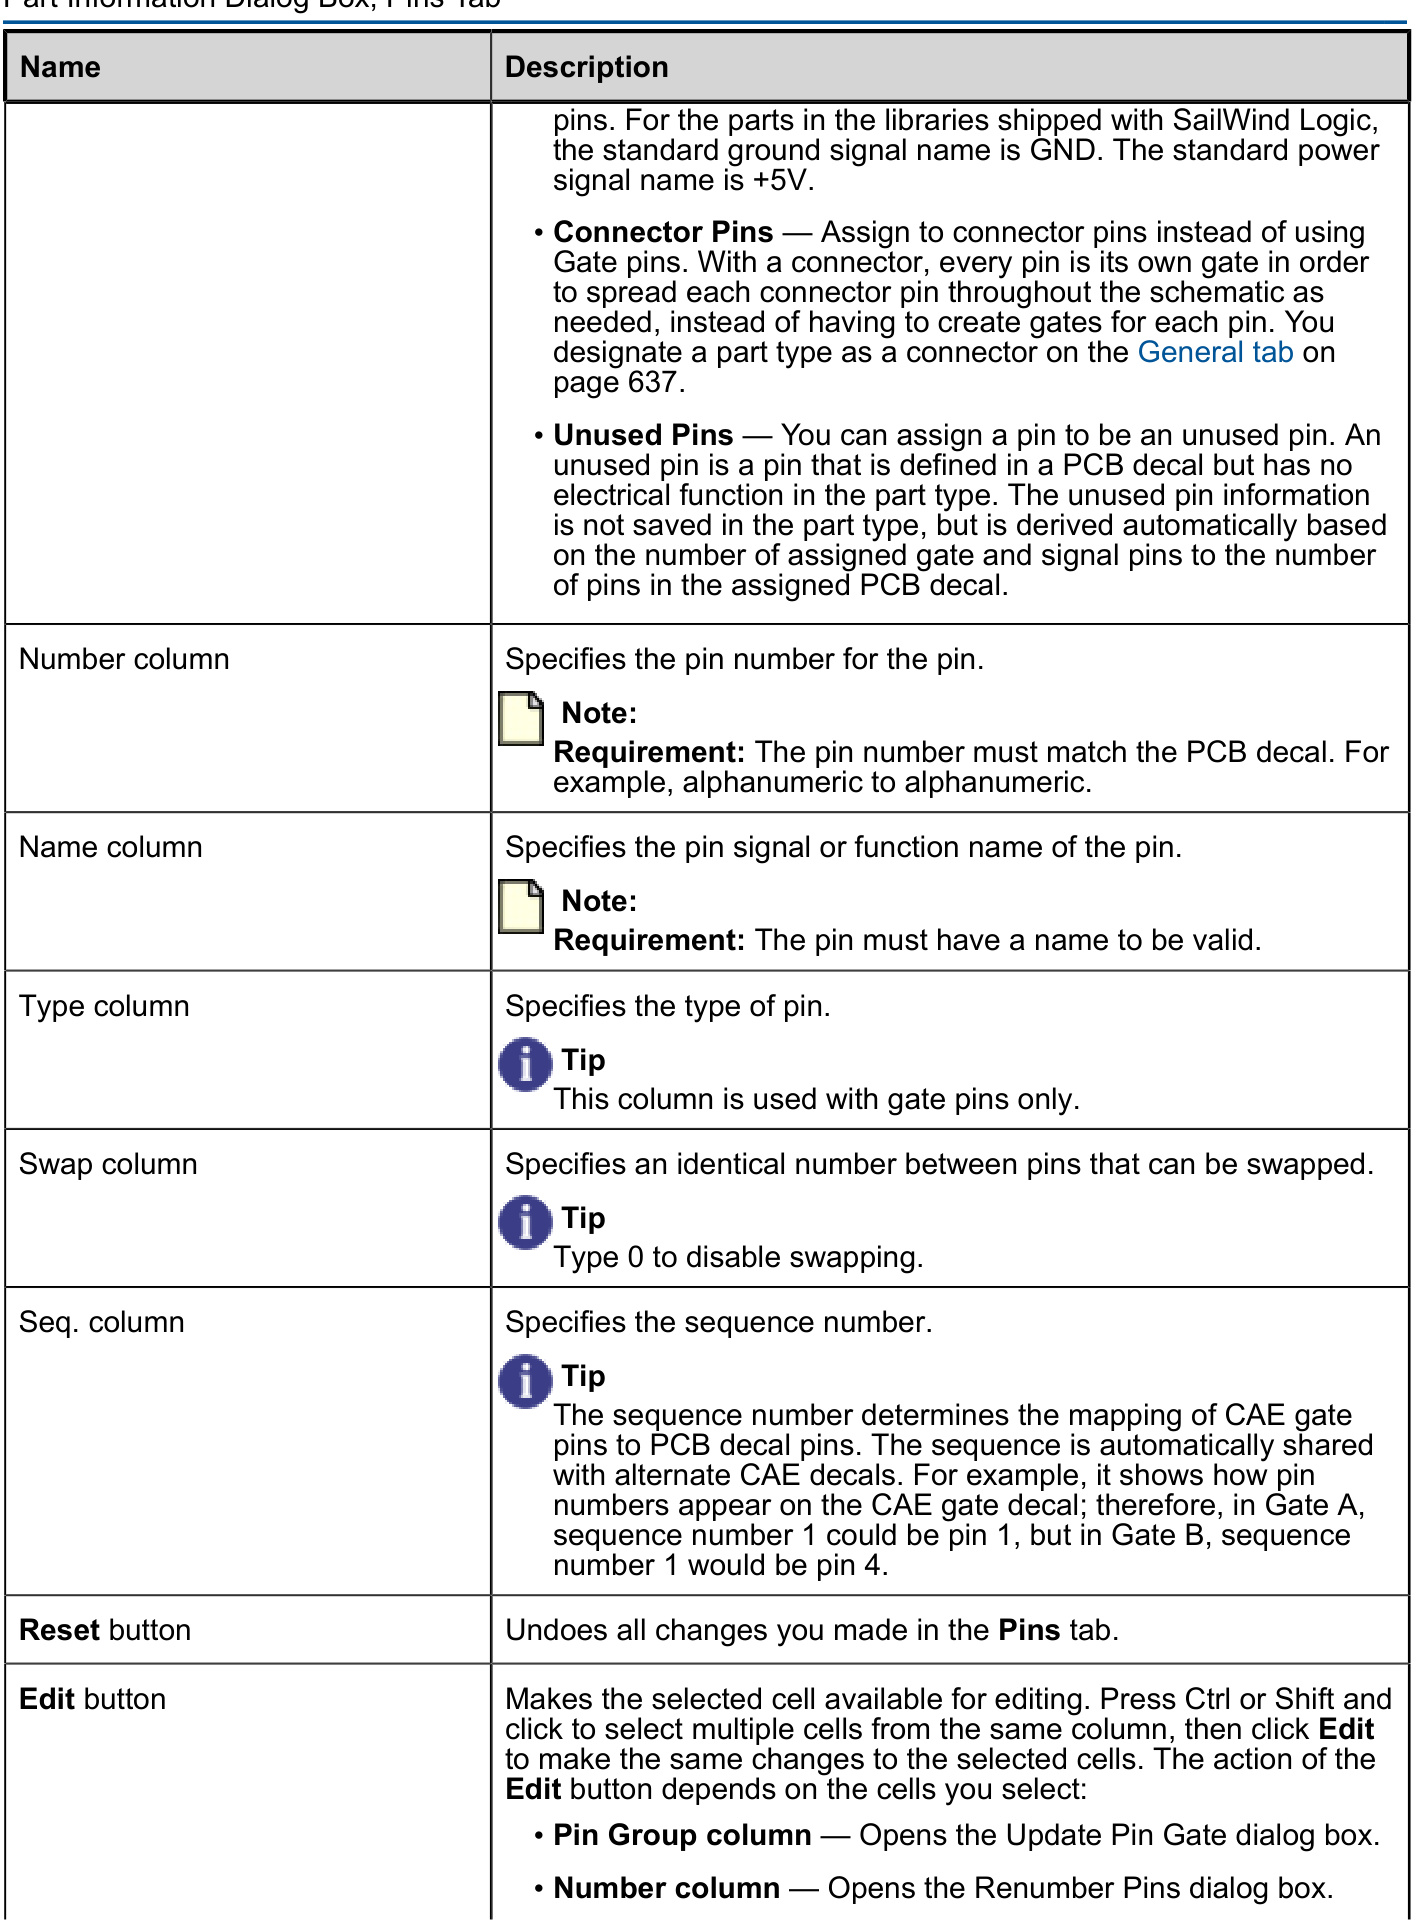 Part Information Dialog Box, Pins Tab
Name
Description
pins. For the parts in the libraries shipped with SailWind Logic,
the standard ground signal name is GND. The standard power
signal name is +5V.
• Connector Pins — Assign to connector pins instead of using
Gate pins. With a connector, every pin is its own gate in order
to spread each connector pin throughout the schematic as
needed, instead of having to create gates for each pin. You
designate a part type as a connector on the General tab on
page 637.
• Unused Pins — You can assign a pin to be an unused pin. An
unused pin is a pin that is defined in a PCB decal but has no
electrical function in the part type. The unused pin information
is not saved in the part type, but is derived automatically based
on the number of assigned gate and signal pins to the number
of pins in the assigned PCB decal.
Number column
Specifies the pin number for the pin.
Note:
Requirement: The pin number must match the PCB decal. For
example, alphanumeric to alphanumeric.
Name column
Specifies the pin signal or function name of the pin.
Note:
Requirement: The pin must have a name to be valid.
Type column
Specifies the type of pin.
Tip
This column is used with gate pins only.
Swap column
Specifies an identical number between pins that can be swapped.
Tip
Type 0 to disable swapping.
Seq. column
Specifies the sequence number.
Tip
The sequence number determines the mapping of CAE gate
pins to PCB decal pins. The sequence is automatically shared
with alternate CAE decals. For example, it shows how pin
numbers appear on the CAE gate decal; therefore, in Gate A,
sequence number 1 could be pin 1, but in Gate B, sequence
number 1 would be pin 4.
Reset button
Undoes all changes you made in the Pins tab.
Edit button
Makes the selected cell available for editing. Press Ctrl or Shift and
click to select multiple cells from the same column, then click Edit
to make the same changes to the selected cells. The action of the
Edit button depends on the cells you select:
• Pin Group column — Opens the Update Pin Gate dialog box.
• Number column — Opens the Renumber Pins dialog box.